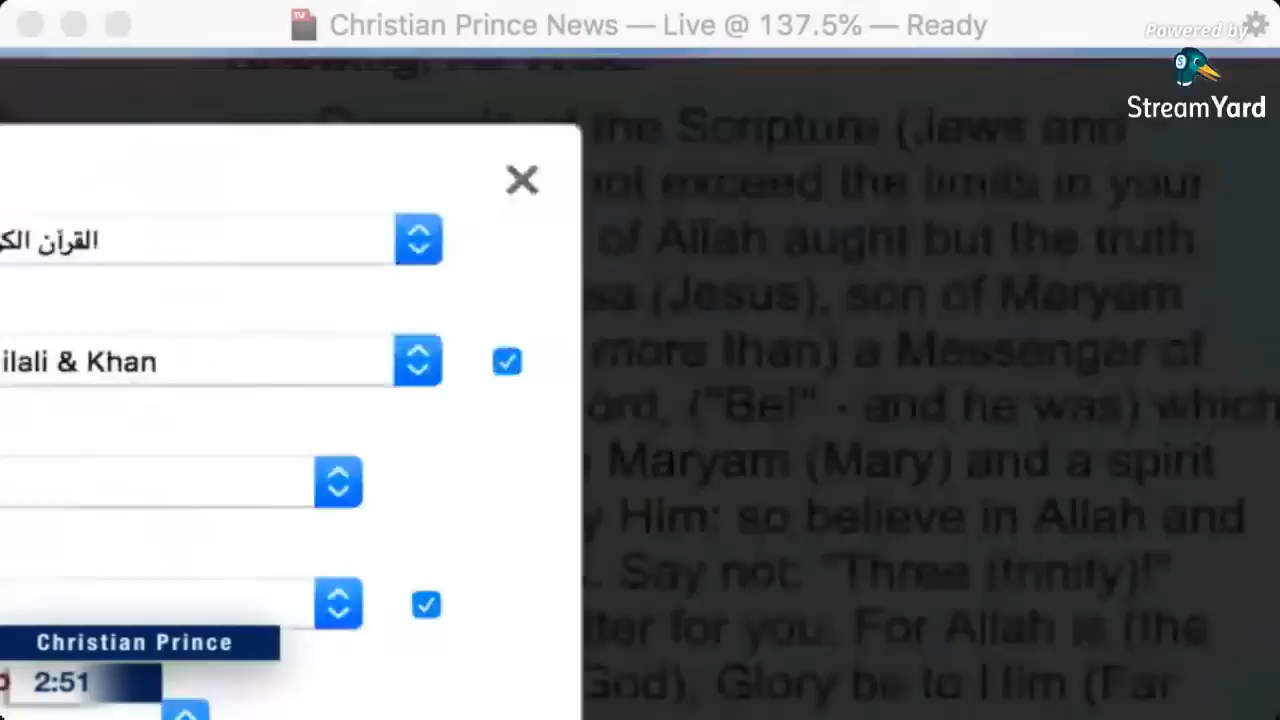 Christian Prince News — Live @ 137.5% — Ready
Powered by
StreamYard
the Scripture (Jews and
not exceed the limits in your
of Allah aught but the truth
(Jesus), son of Maryam
more than) a Messenger of
("Be!" - and he was) which
Maryam (Mary) and a spirit
Him; so believe in Allah and
Say not: "Three (trinity)!"
for you. For Allah is (the
God), Glory be to Him (Far
القرآن
ilali & Khan
Christian Prince
2:51